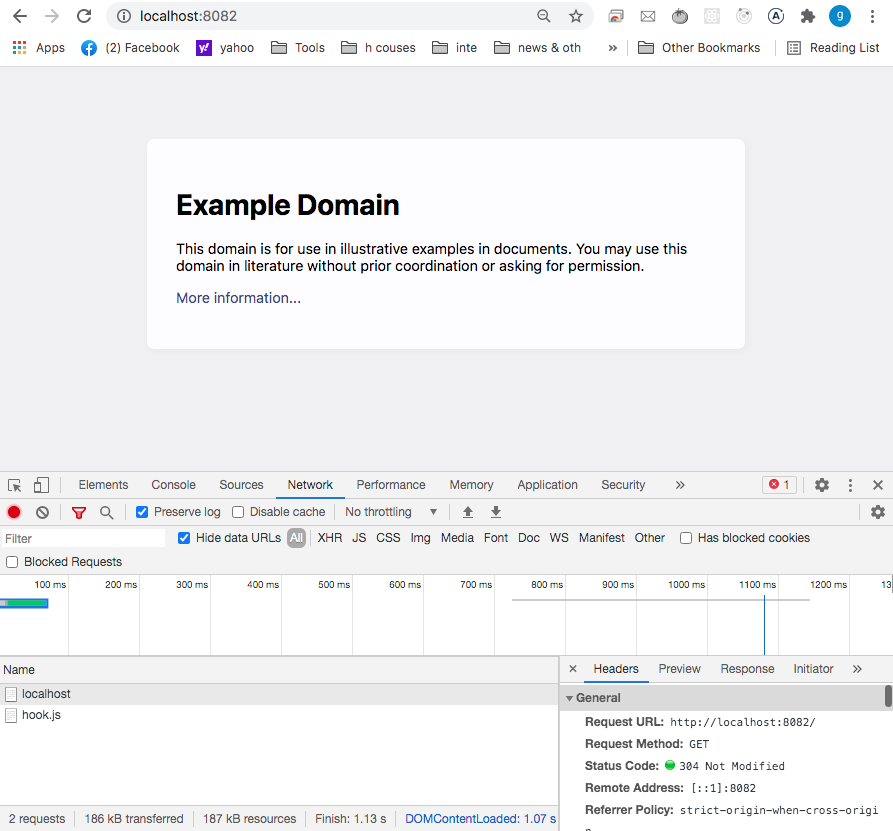 localhost:8082
g
Apps (2) Facebook yahoo Tools h couses inte news & oth » Other Bookmarks Reading List
Example Domain
This domain is for use in illustrative examples in documents. You may use this
domain in literature without prior coordination or asking for permission.
More information...
Elements Console Sources Network Performance Memory Application Security » 1
Preserve log Disable cache No throttling
Filter Hide data URLs All XHR JS CSS Img Media Font Doc WS Manifest Other Has blocked cookies
Blocked Requests
100 ms 200 ms 300 ms 400 ms 500 ms 600 ms 700 ms 800 ms 900 ms 1000 ms 1100 ms 1200 ms 13
Name
localhost
hook.js
2 requests 186 kB transferred 187 kB resources Finish: 1.13 s DOMContentLoaded: 1.07 s
× Headers Preview Response Initiator »
General
Request URL: http://localhost:8082/
Request Method: GET
Status Code: 304 Not Modified
Remote Address: [::1]:8082
Referrer Policy: strict-origin-when-cross-origi